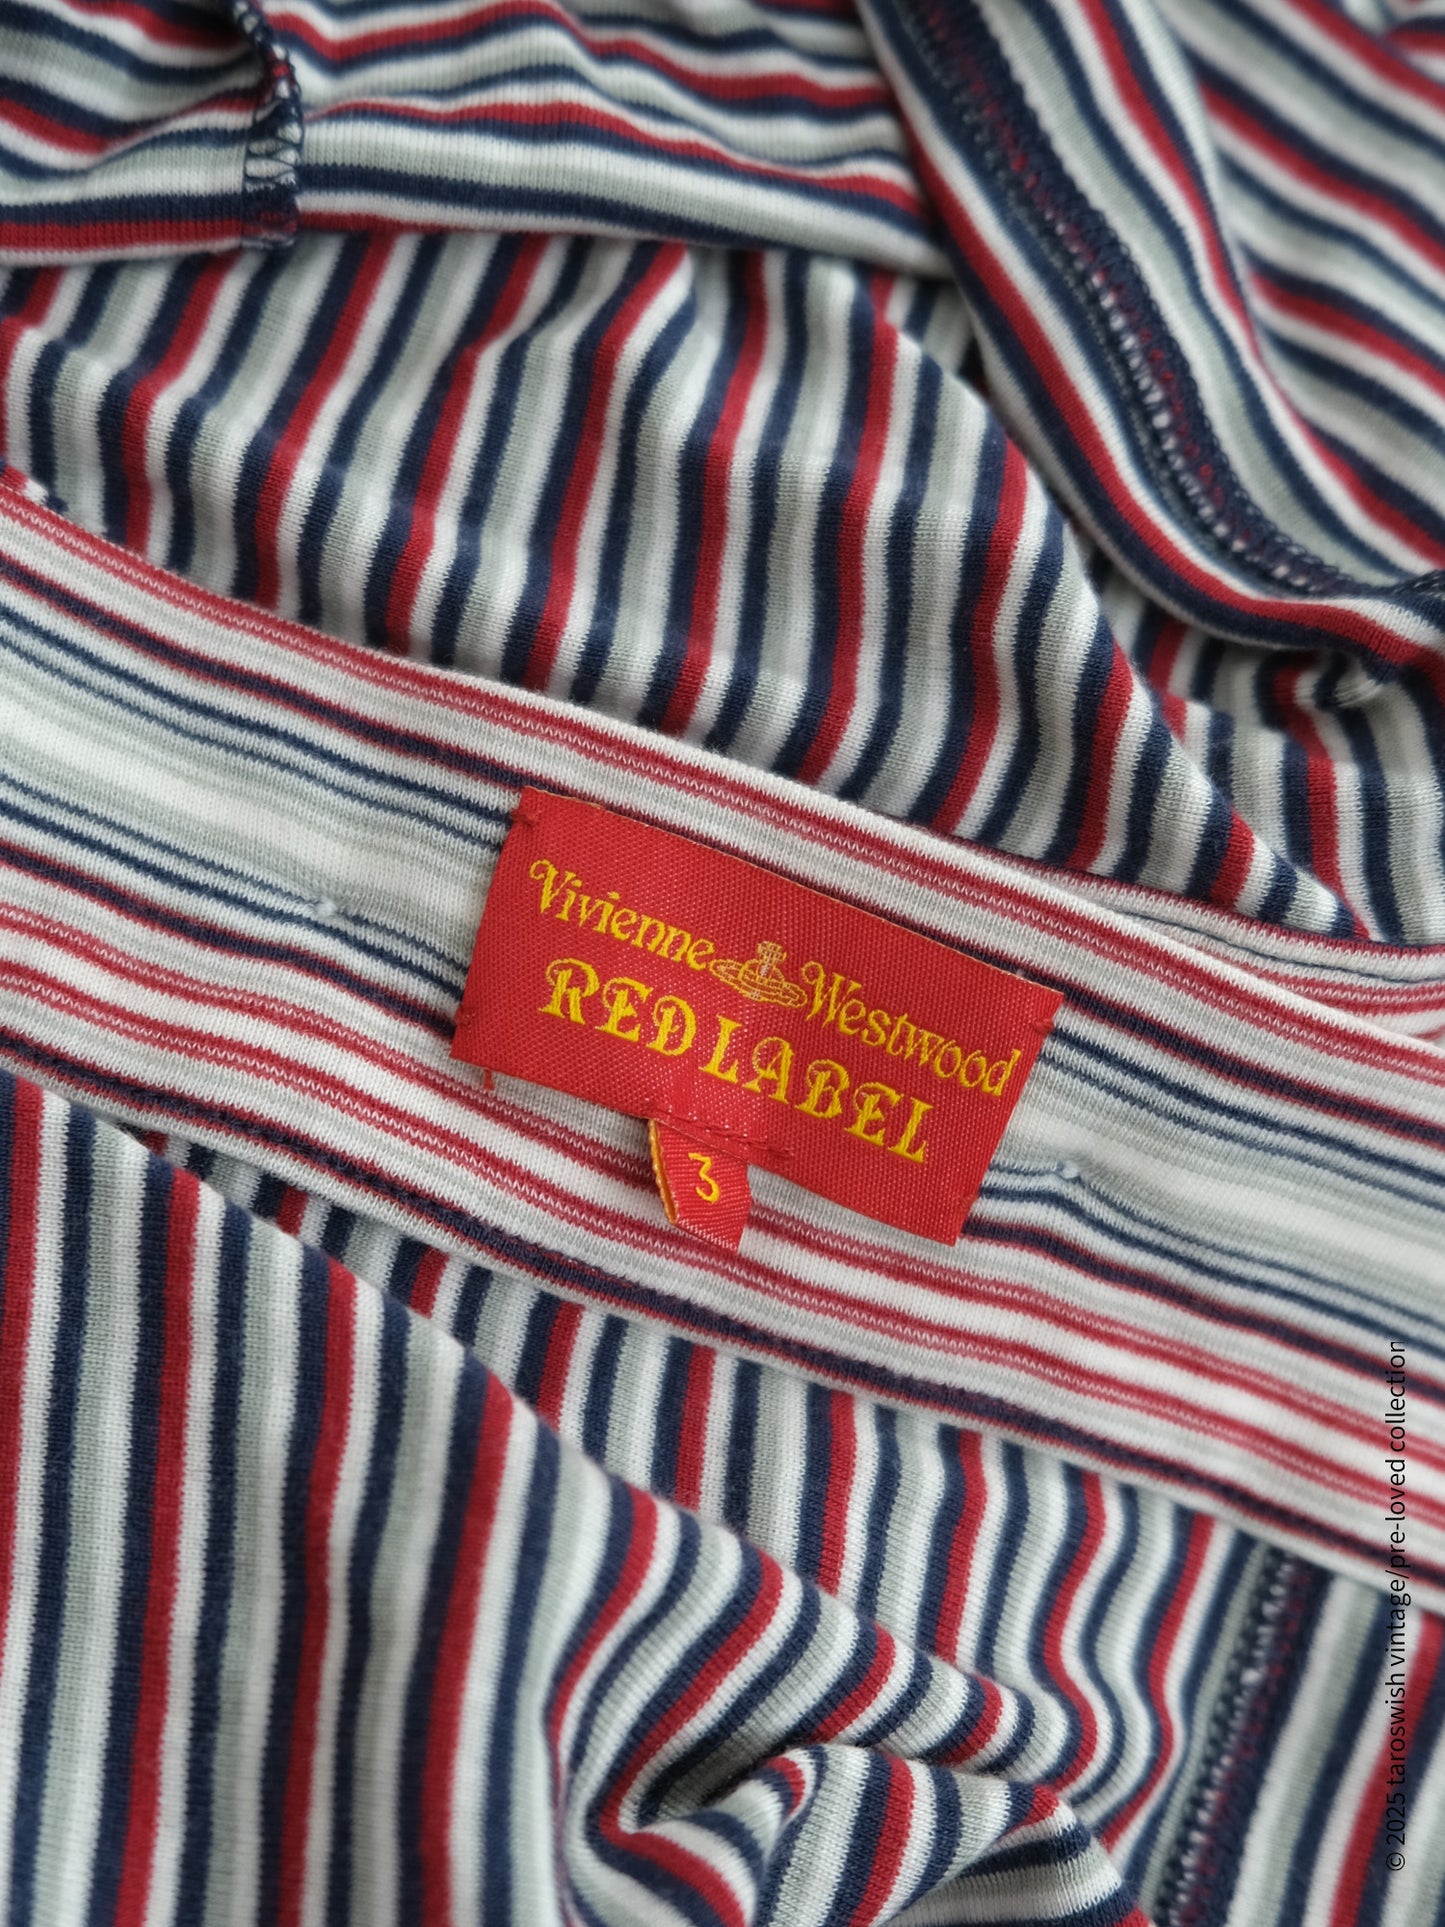 Vivienne Westwood
RED LABEL
3
© 2025 taroswish vintage/pre-loved collection